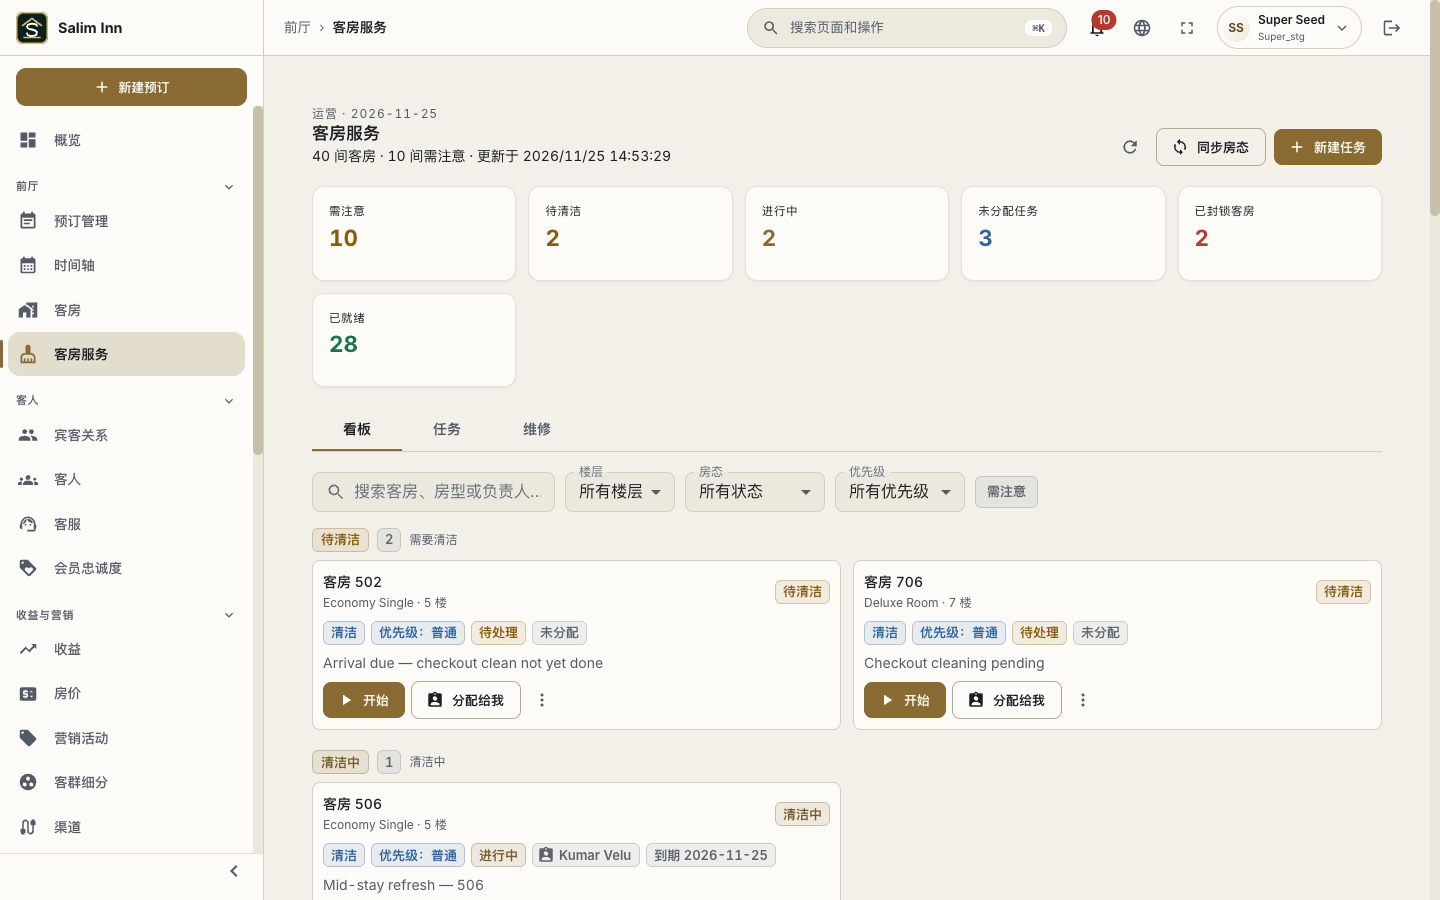 Salim Inn
前厅 › 客房服务
搜索页面和操作
⌘K
10
SS
Super Seed
Super_stg
新建预订
概览
前厅
预订管理
时间轴
客房
客房服务
客人
宾客关系
客人
客服
会员忠诚度
收益与营销
收益
房价
营销活动
客群细分
渠道
运营 · 2026-11-25
客房服务
40 间客房 · 10 间需注意 · 更新于 2026/11/25 14:53:29
同步房态
新建任务
需注意
10
待清洁
2
进行中
2
未分配任务
3
已封锁客房
2
已就绪
28
看板
任务
维修
搜索客房、房型或负责人...
楼层
所有楼层
房态
所有状态
优先级
所有优先级
需注意
待清洁 2 需要清洁
客房 502
Economy Single · 5 楼
待清洁
清洁 优先级：普通 待处理 未分配
Arrival due — checkout clean not yet done
开始 分配给我
客房 706
Deluxe Room · 7 楼
待清洁
清洁 优先级：普通 待处理 未分配
Checkout cleaning pending
开始 分配给我
清洁中 1 清洁中
客房 506
Economy Single · 5 楼
清洁中
清洁 优先级：普通 进行中 Kumar Velu 到期 2026-11-25
Mid-stay refresh — 506